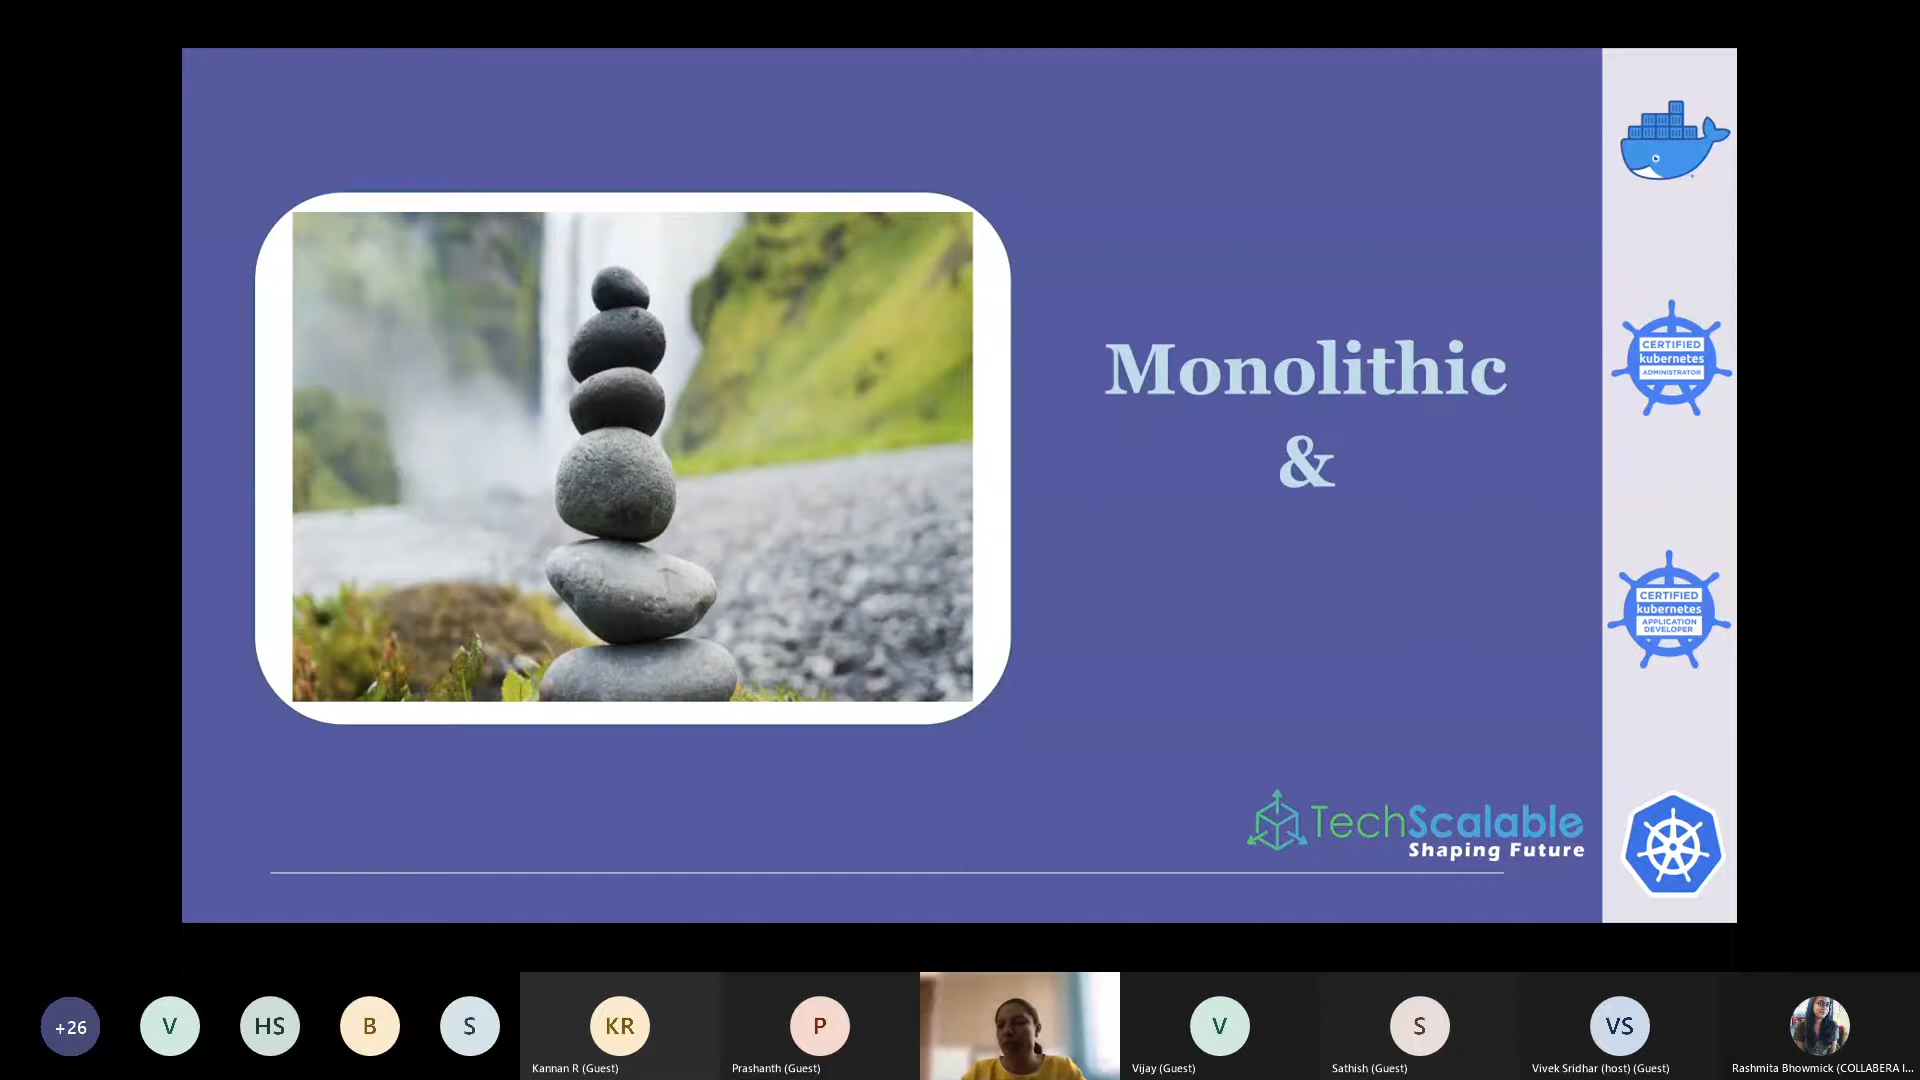 Monolithic
&
TechScalable
Shaping Future
CERTIFIED
kubernetes
ADMINISTRATOR
CERTIFIED
kubernetes
APPLICATION
DEVELOPER
+26
V
HS
B
S
KR
Kannan R (Guest)
P
Prashanth (Guest)
V
Vijay (Guest)
S
Sathish (Guest)
VS
Vivek Sridhar (host) (Guest)
Rashmita Bhowmick (COLLABERA I...